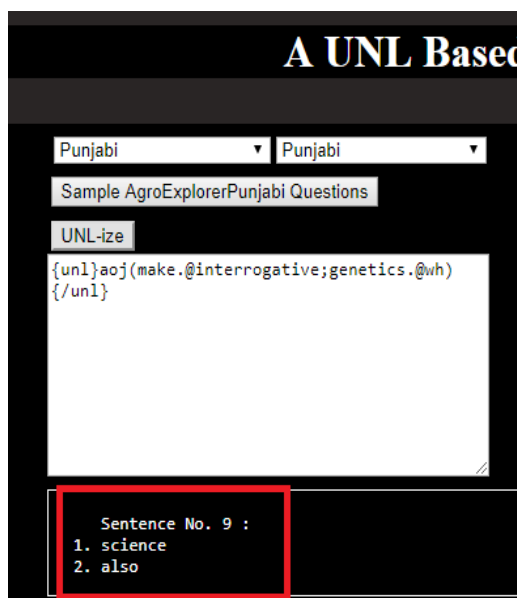 A UNL Based
Punjabi Punjabi
Sample AgroExplorerPunjabi Questions
UNL-ize
{unl}aoj(make.@interrogative;genetics.@wh)
{/unl}
Sentence No. 9 :
1. science
2. also